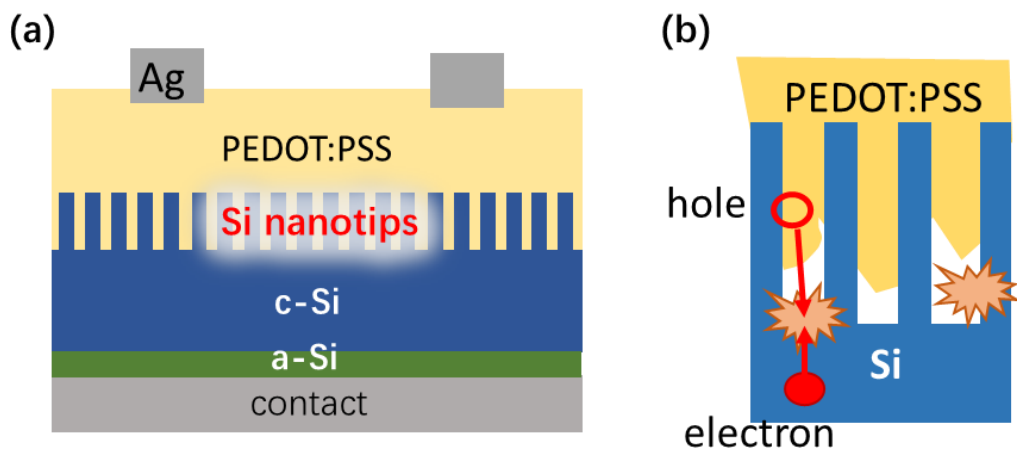 (a)
Ag
PEDOT:PSS
Si nanotips
c-Si
a-Si
contact
(b)
PEDOT:PSS
hole
Si
electron